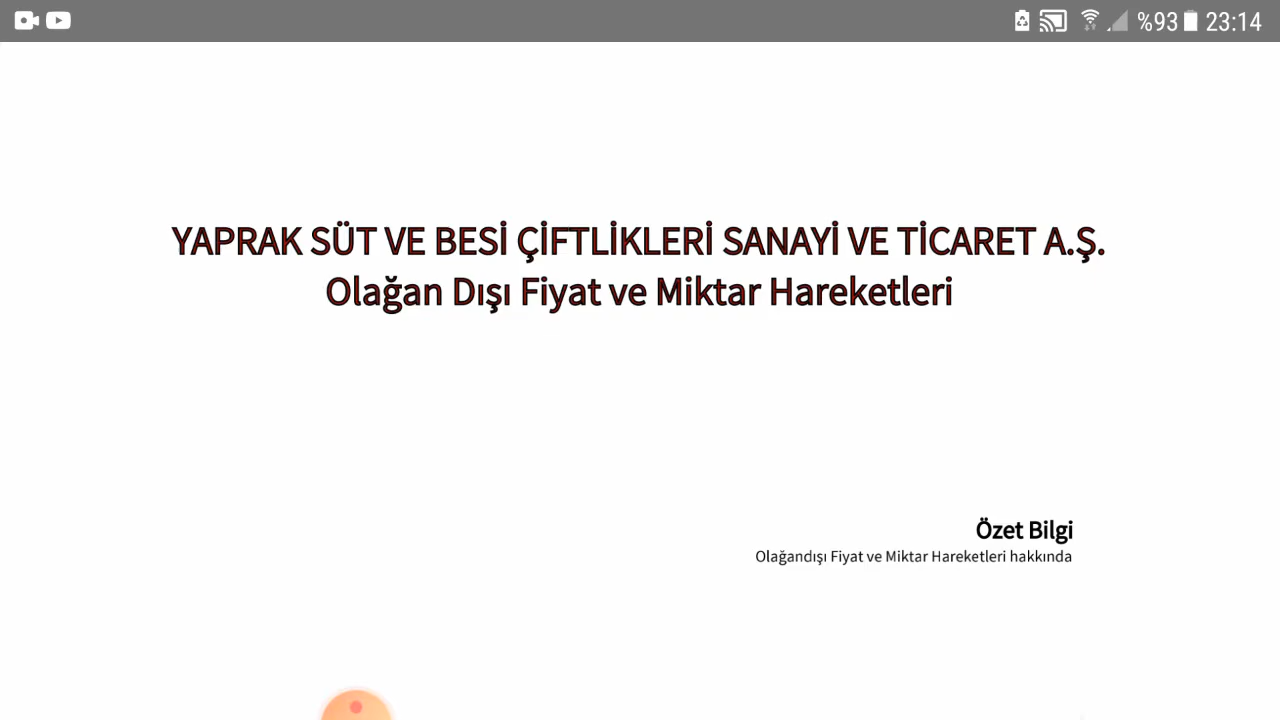 %93 23:14
YAPRAK SÜT VE BESİ ÇİFTLİKLERİ SANAYİ VE TİCARET A.Ş.
Olağan Dışı Fiyat ve Miktar Hareketleri
Özet Bilgi
Olağandışı Fiyat ve Miktar Hareketleri hakkında